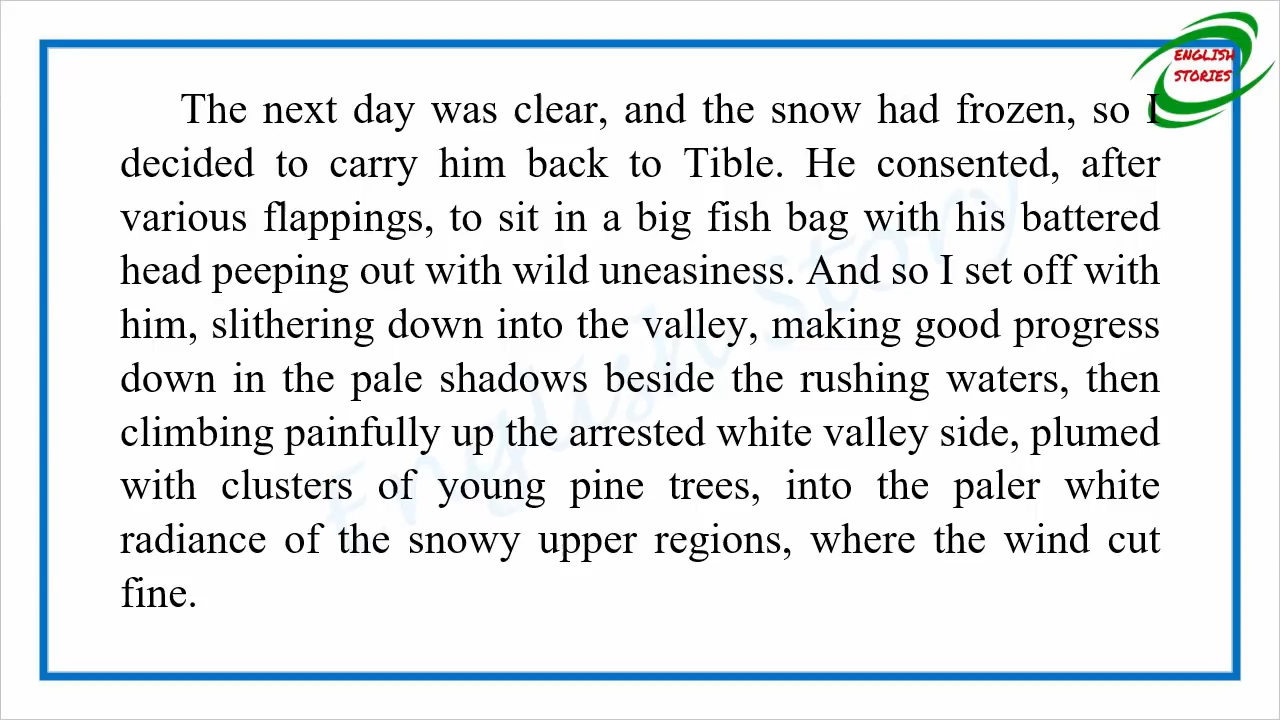 ENGLISH
STORIES
The next day was clear, and the snow had frozen, so I
decided to carry him back to Tible. He consented, after
various flappings, to sit in a big fish bag with his battered
head peeping out with wild uneasiness. And so I set off with
him, slithering down into the valley, making good progress
down in the pale shadows beside the rushing waters, then
climbing painfully up the arrested white valley side, plumed
with clusters of young pine trees, into the paler white
radiance of the snowy upper regions, where the wind cut
fine.
English Story